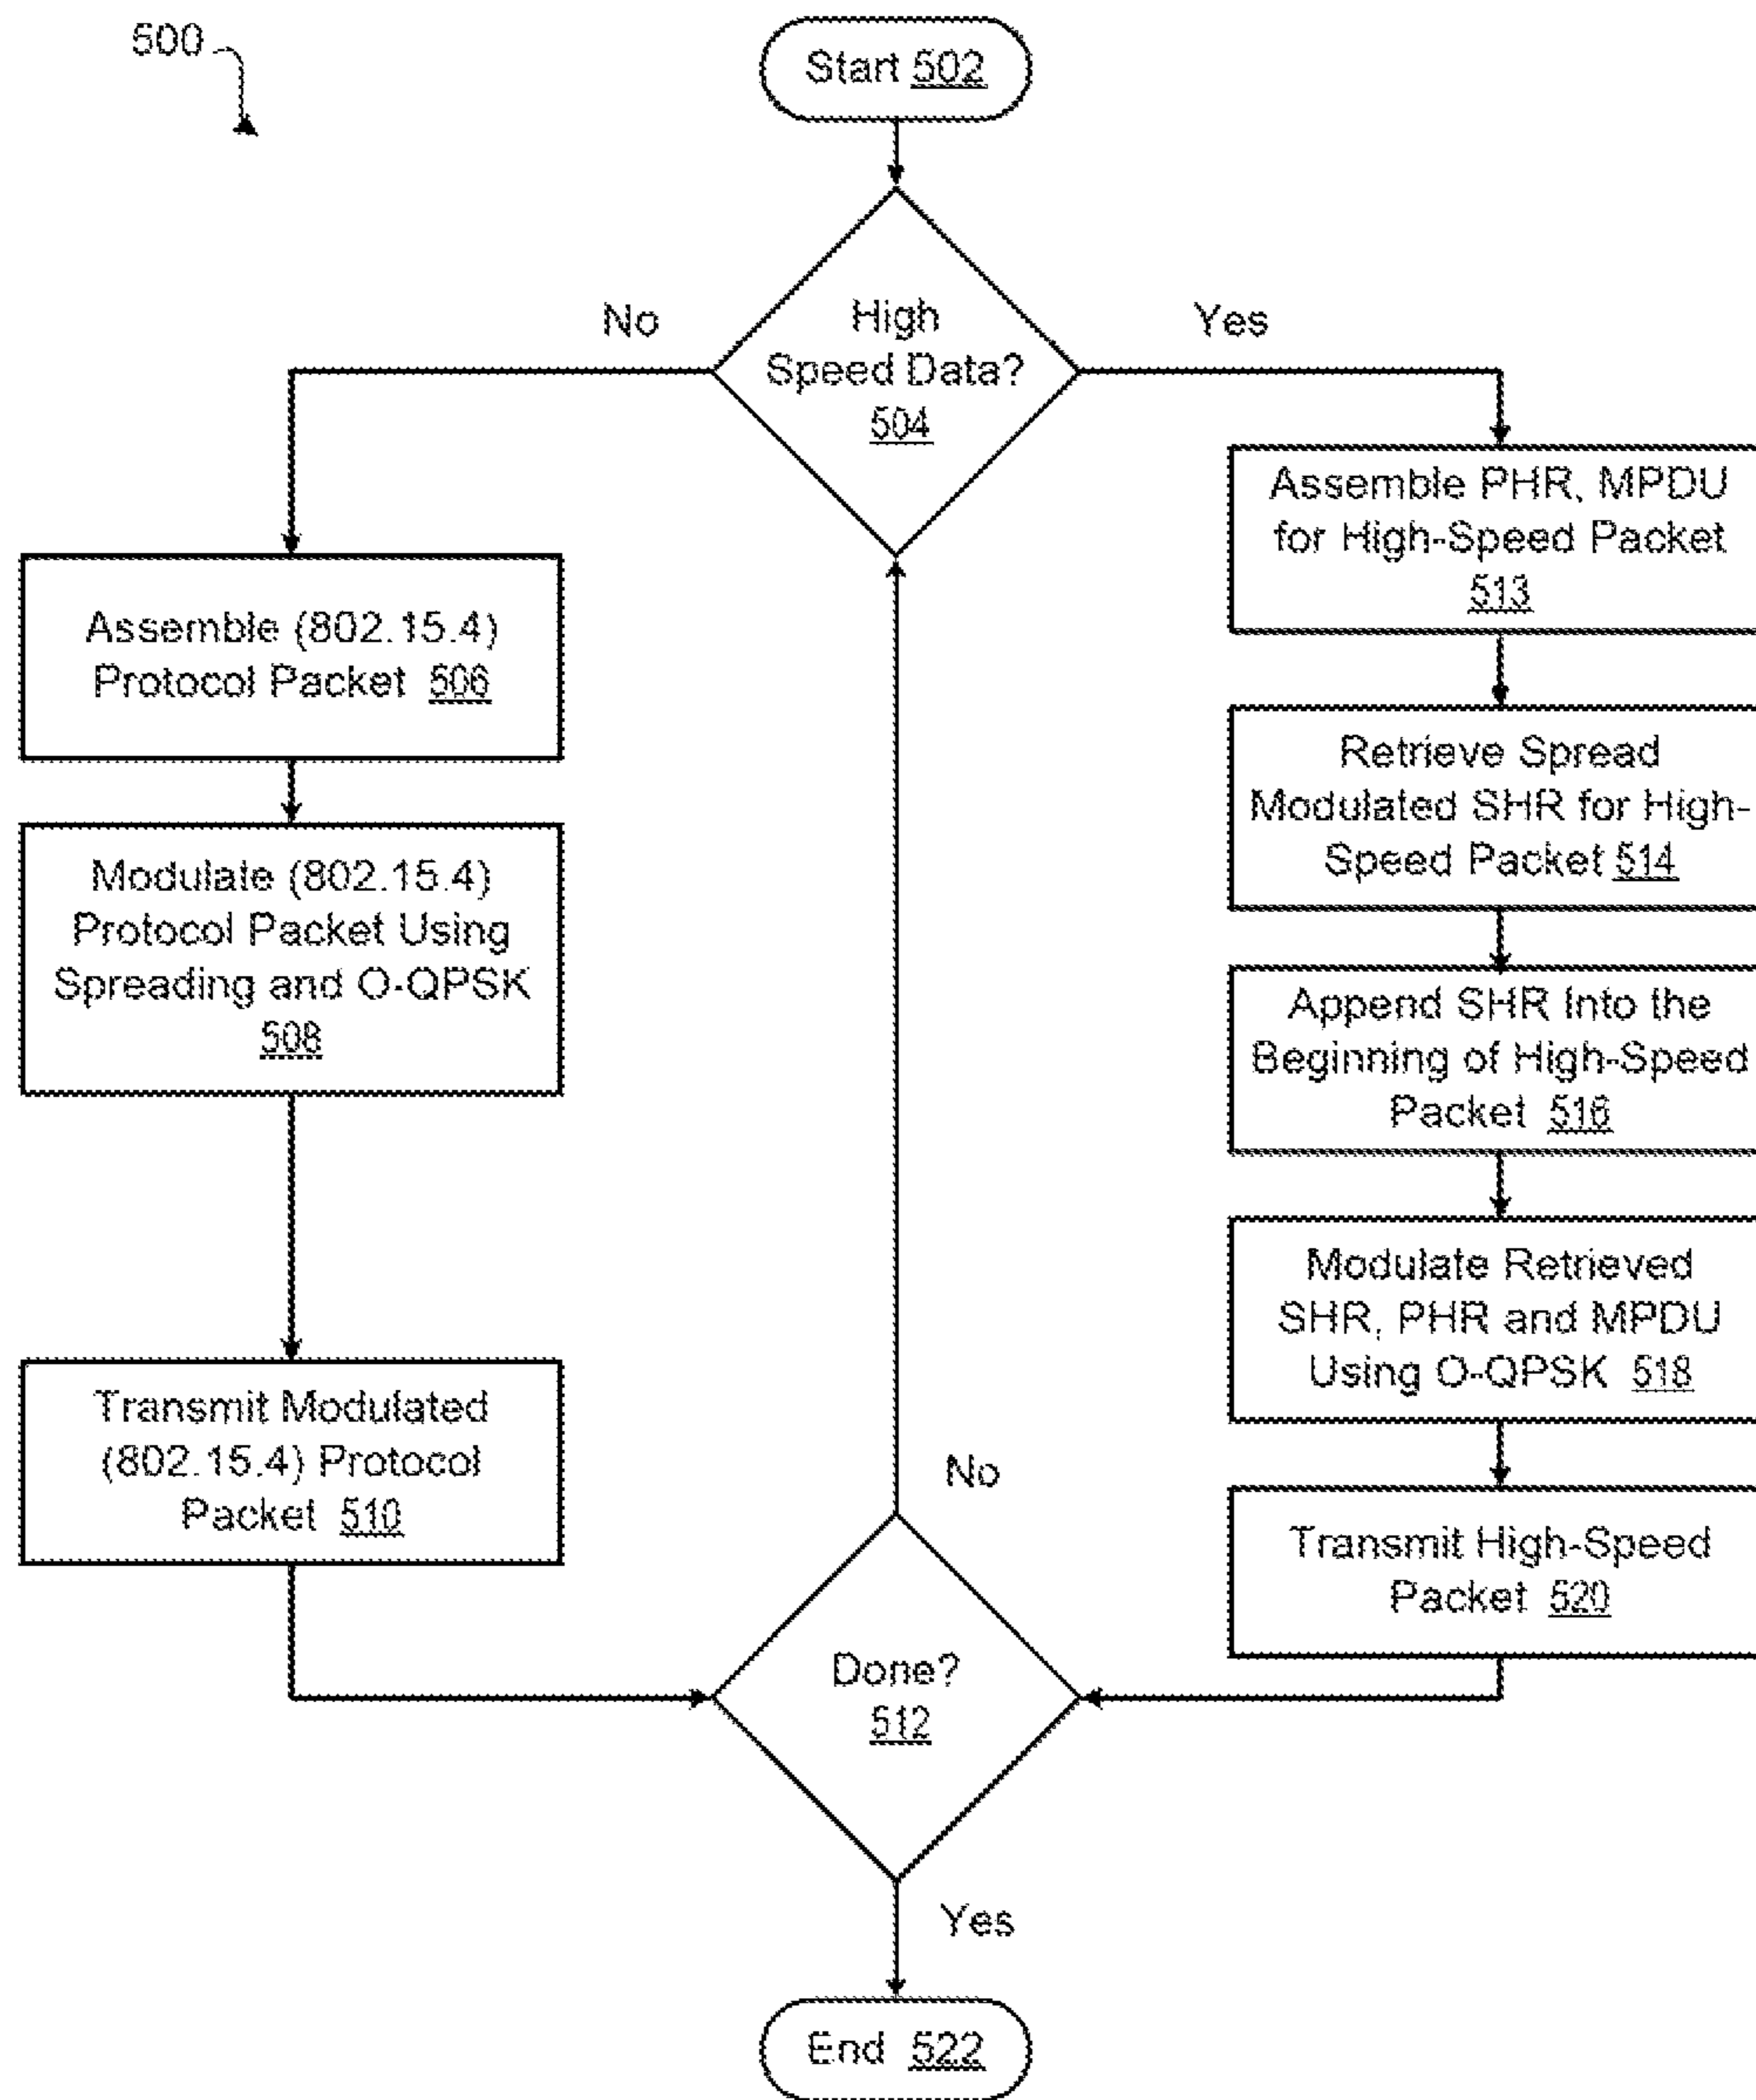 500
Start 502
No
High
Speed Data?
504
Yes
Assemble PHR, MPDU
for High-Speed Packet
513
Assemble (802.15.4)
Protocol Packet 506
Retrieve Spread
Modulated SHR for High-
Speed Packet 514
Modulate (802.15.4)
Protocol Packet Using
Spreading and O-QPSK
508
Append SHR Into the
Beginning of High-Speed
Packet 516
Modulate Retrieved
SHR, PHR and MPDU
Using O-QPSK 518
Transmit Modulated
(802.15.4) Protocol
Packet 510
No
Transmit High-Speed
Packet 520
Done?
512
Yes
End 522